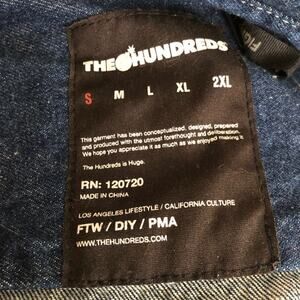 THE HUNDREDS
S M L XL 2XL
This garment has been conceptualized, designed, prepared
and produced with the utmost forethought and deliberation.
We hope you appreciate it as much as we enjoyed making it.
The Hundreds is Huge.
RN: 120720
MADE IN CHINA
LOS ANGELES LIFESTYLE / CALIFORNIA CULTURE
FTW / DIY / PMA
WWW.THEHUNDREDS.COM